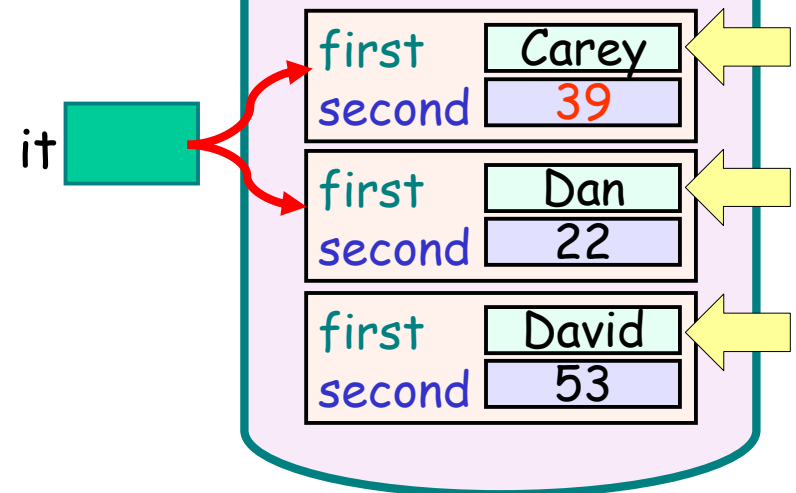 first Carey
second 39
it
first Dan
second 22
first David
second 53